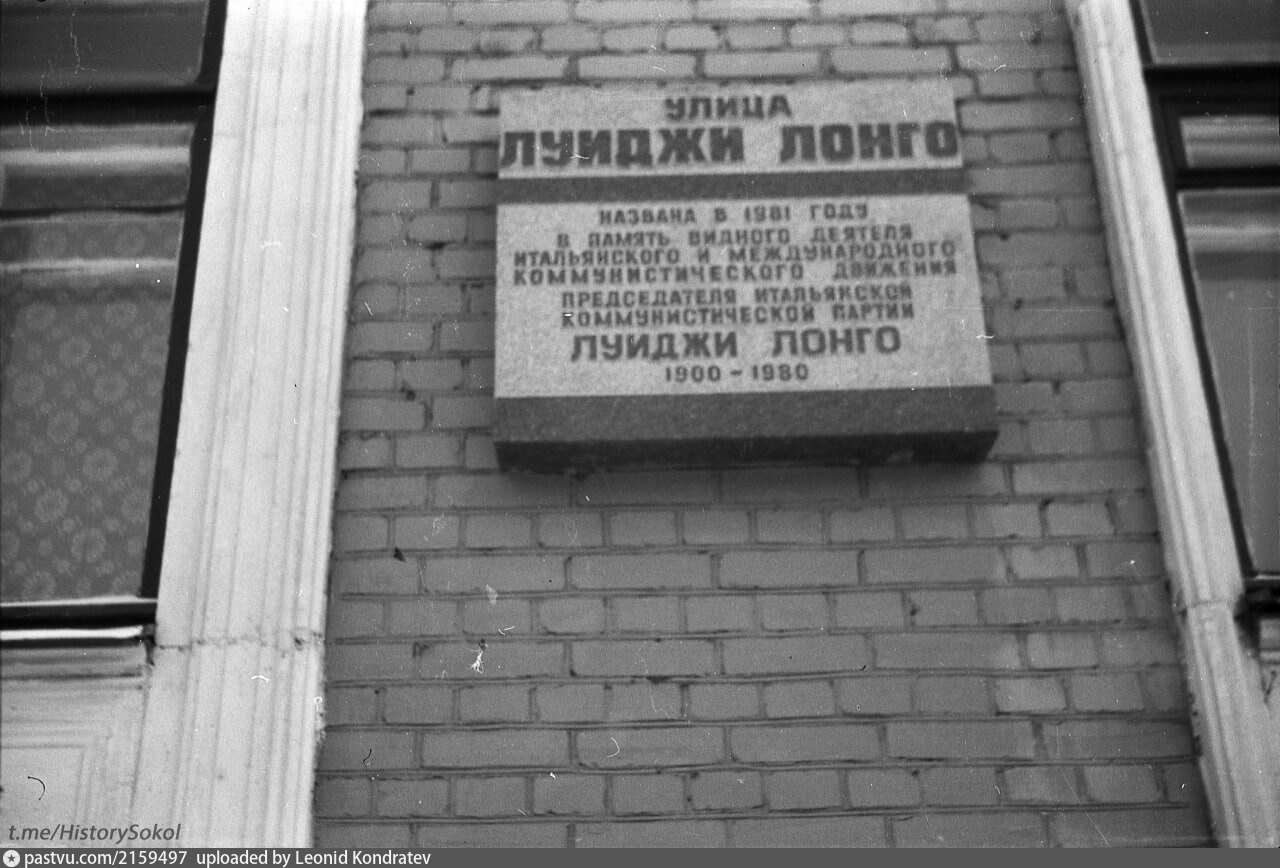 УЛИЦА
ЛУИДЖИ ЛОНГО
НАЗВАНА В 1981 ГОДУ
В ПАМЯТЬ ВИДНОГО ДЕЯТЕЛЯ
ИТАЛЬЯНСКОГО И МЕЖДУНАРОДНОГО
КОММУНИСТИЧЕСКОГО ДВИЖЕНИЯ
ПРЕДСЕДАТЕЛЯ ИТАЛЬЯНСКОЙ
КОММУНИСТИЧЕСКОЙ ПАРТИИ
ЛУИДЖИ ЛОНГО
1900 - 1980
t.me/HistorySokol
pastvu.com/2159497 uploaded by Leonid Kondratev